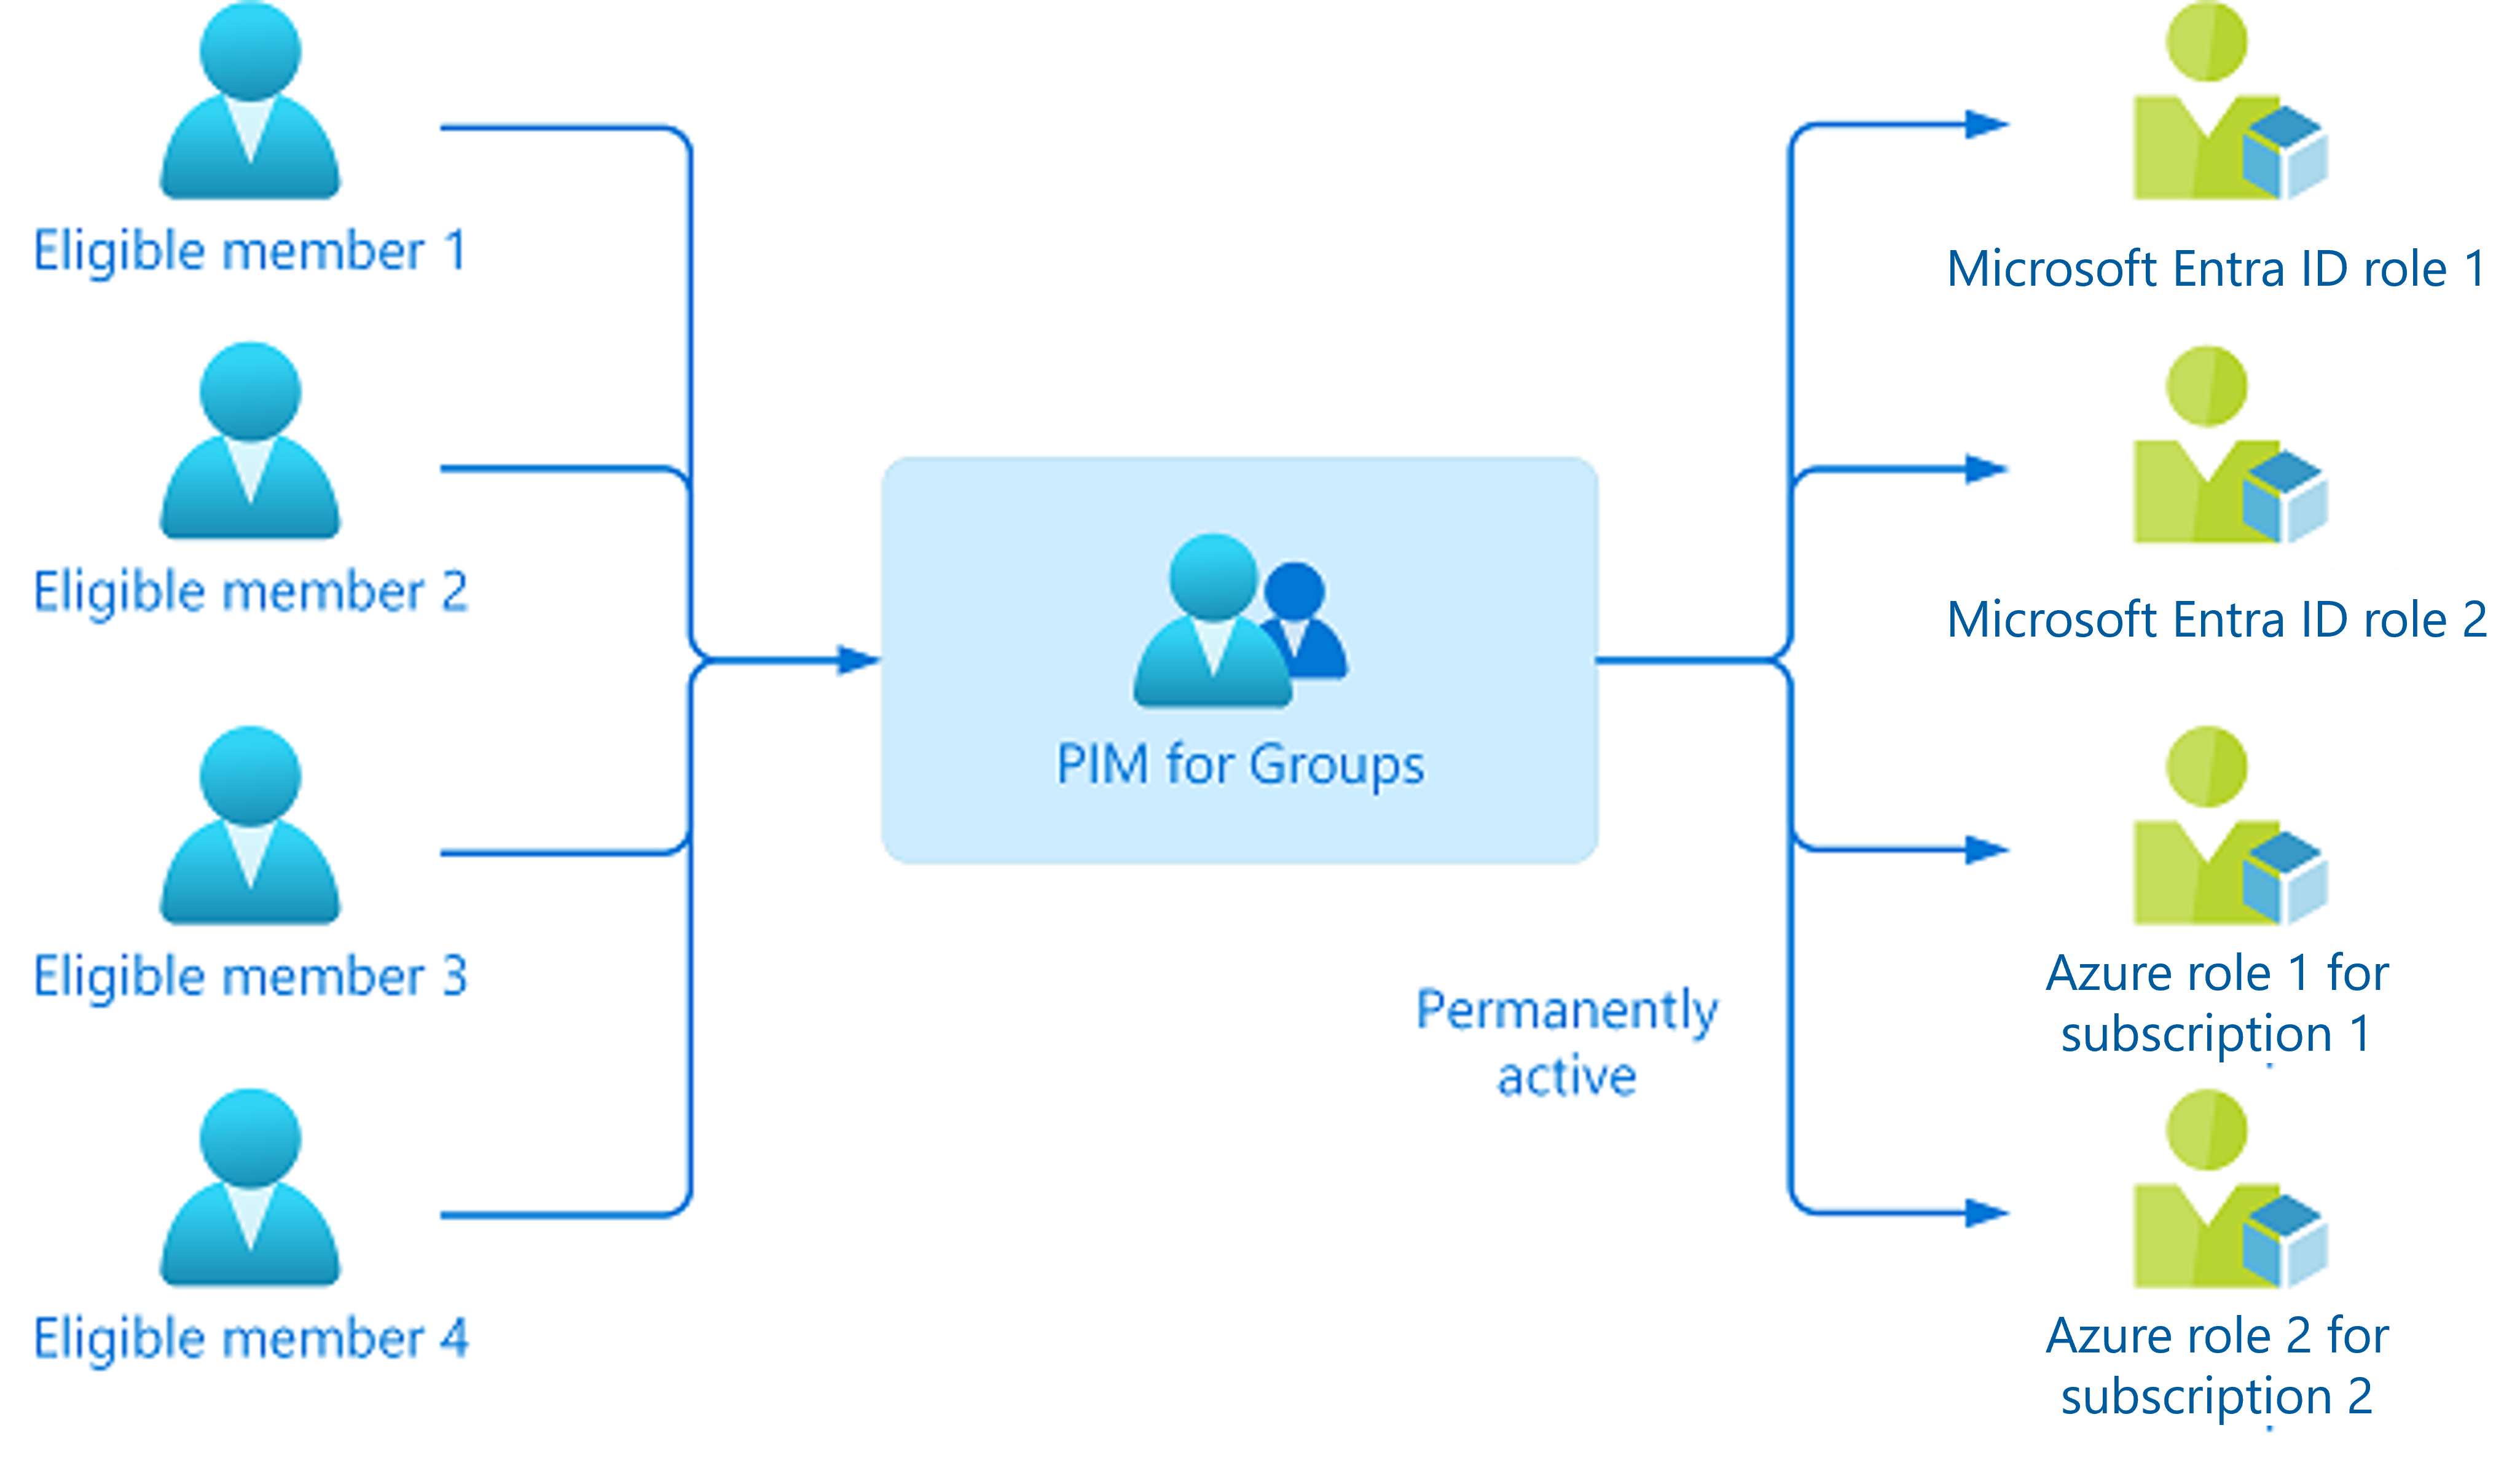 Eligible member 1
Eligible member 2
Eligible member 3
Eligible member 4
PIM for Groups
Permanently
active
Microsoft Entra ID role 1
Microsoft Entra ID role 2
Azure role 1 for
subscription 1
Azure role 2 for
subscription 2